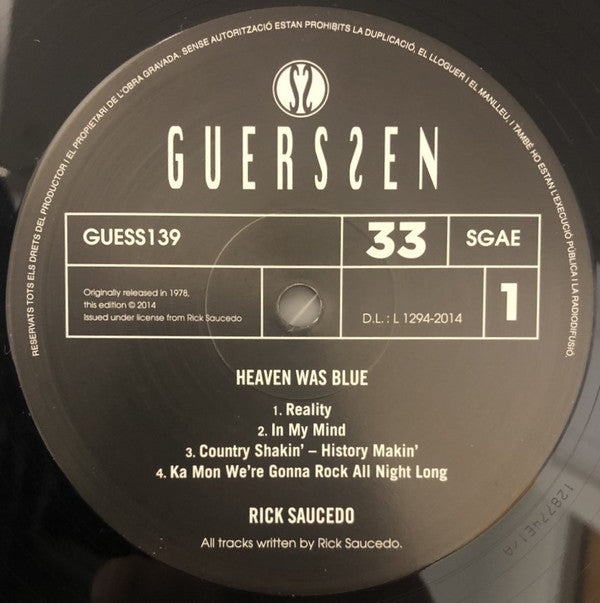 RESERVATS TOTS ELS DRETS DEL PRODUCTOR I EL PROPIETARI DE L'OBRA GRAVADA. SENSE AUTORITZACIÓ ESTAN PROHIBITS LA DUPLICACIÓ, EL LLOGUER I EL MANLLEU, I TAMBÉ HO ESTAN L'EXECUCIÓ PÚBLICA I LA RADIODIFUSIÓ.
GUERSSEN
GUESS139
33
SGAE
Originally released in 1978,
this edition © 2014
Issued under license from Rick Saucedo
D.L.: L 1294-2014
1
HEAVEN WAS BLUE
1. Reality
2. In My Mind
3. Country Shakin' – History Makin'
4. Ka Mon We're Gonna Rock All Night Long
RICK SAUCEDO
All tracks written by Rick Saucedo.